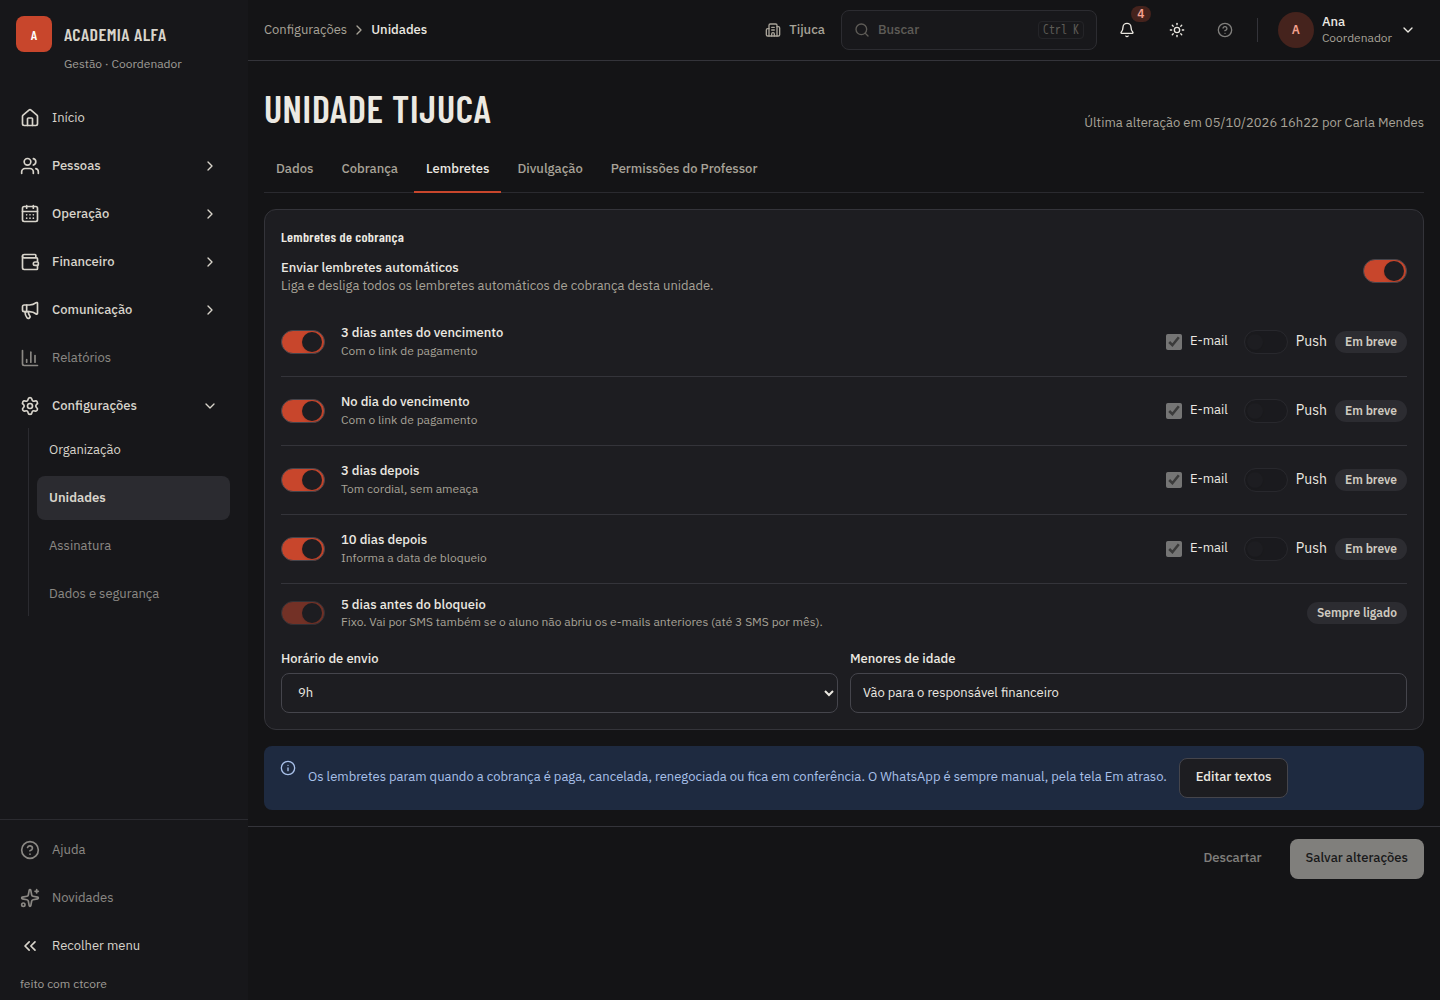 A
ACADEMIA ALFA
Gestão · Coordenador
Início
Pessoas
Operação
Financeiro
Comunicação
Relatórios
Configurações
Organização
Unidades
Assinatura
Dados e segurança
Ajuda
Novidades
Recolher menu
feito com ctcore
Configurações > Unidades
Tijuca
Buscar
Ctrl K
4
A
Ana
Coordenador
UNIDADE TIJUCA
Última alteração em 05/10/2026 16h22 por Carla Mendes
Dados
Cobrança
Lembretes
Divulgação
Permissões do Professor
Lembretes de cobrança
Enviar lembretes automáticos
Liga e desliga todos os lembretes automáticos de cobrança desta unidade.
3 dias antes do vencimento
Com o link de pagamento
E-mail
Push
Em breve
No dia do vencimento
Com o link de pagamento
E-mail
Push
Em breve
3 dias depois
Tom cordial, sem ameaça
E-mail
Push
Em breve
10 dias depois
Informa a data de bloqueio
E-mail
Push
Em breve
5 dias antes do bloqueio
Fixo. Vai por SMS também se o aluno não abriu os e-mails anteriores (até 3 SMS por mês).
Sempre ligado
Horário de envio
9h
Menores de idade
Vão para o responsável financeiro
Os lembretes param quando a cobrança é paga, cancelada, renegociada ou fica em conferência. O WhatsApp é sempre manual, pela tela Em atraso.
Editar textos
Descartar
Salvar alterações